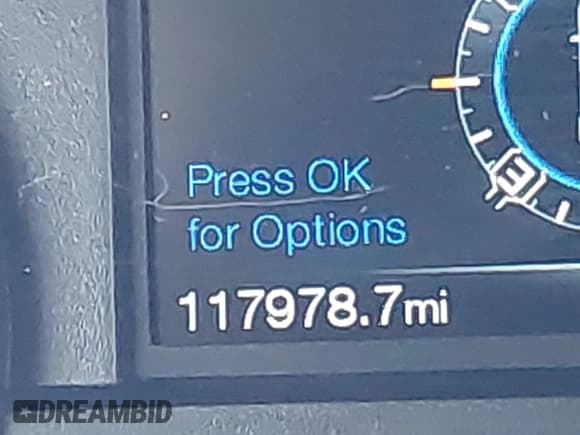 Press OK
for Options
117978.7mi
DREAMBID